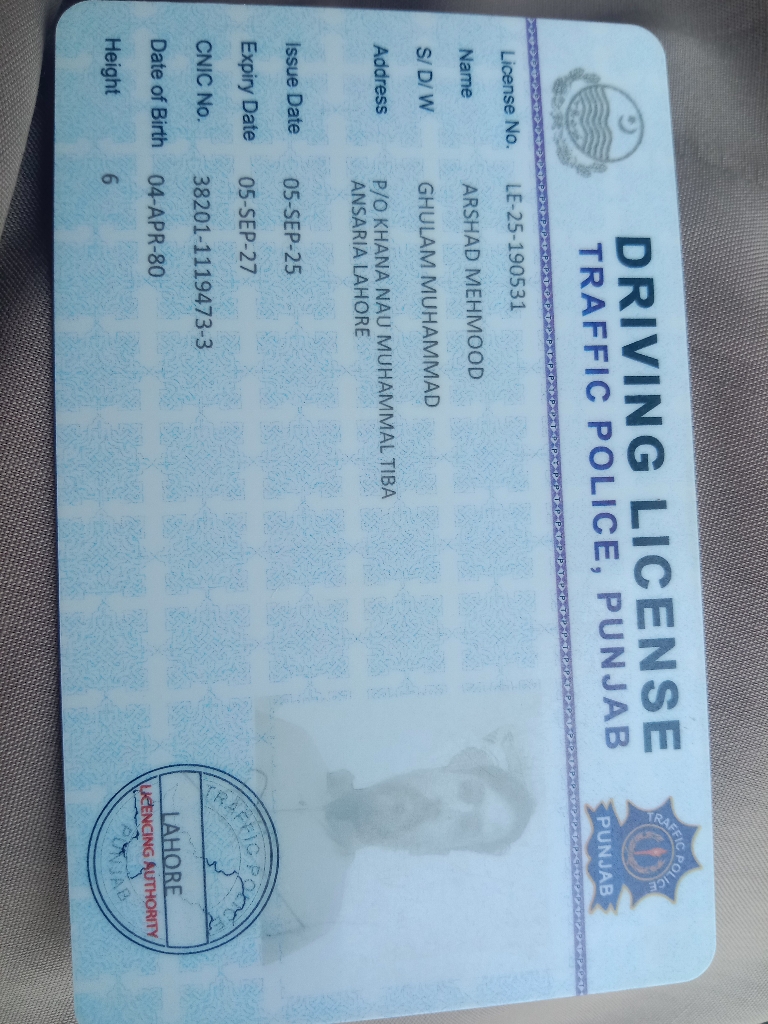 DRIVING LICENSE
TRAFFIC POLICE, PUNJAB
TRAFFIC POLICE
PUNJAB
License No. LE-25-190531
Name ARSHAD MEHMOOD
S/ D/ W GHULAM MUHAMMAD
Address P/O KHANA NAU MUHAMMAL TIBA
ANSARIA LAHORE
Issue Date 05-SEP-25
Expiry Date 05-SEP-27
CNIC No. 38201-1119473-3
Date of Birth 04-APR-80
Height 6
TRAFFIC
LAHORE
LICENCING AUTHORITY
PUNJAB